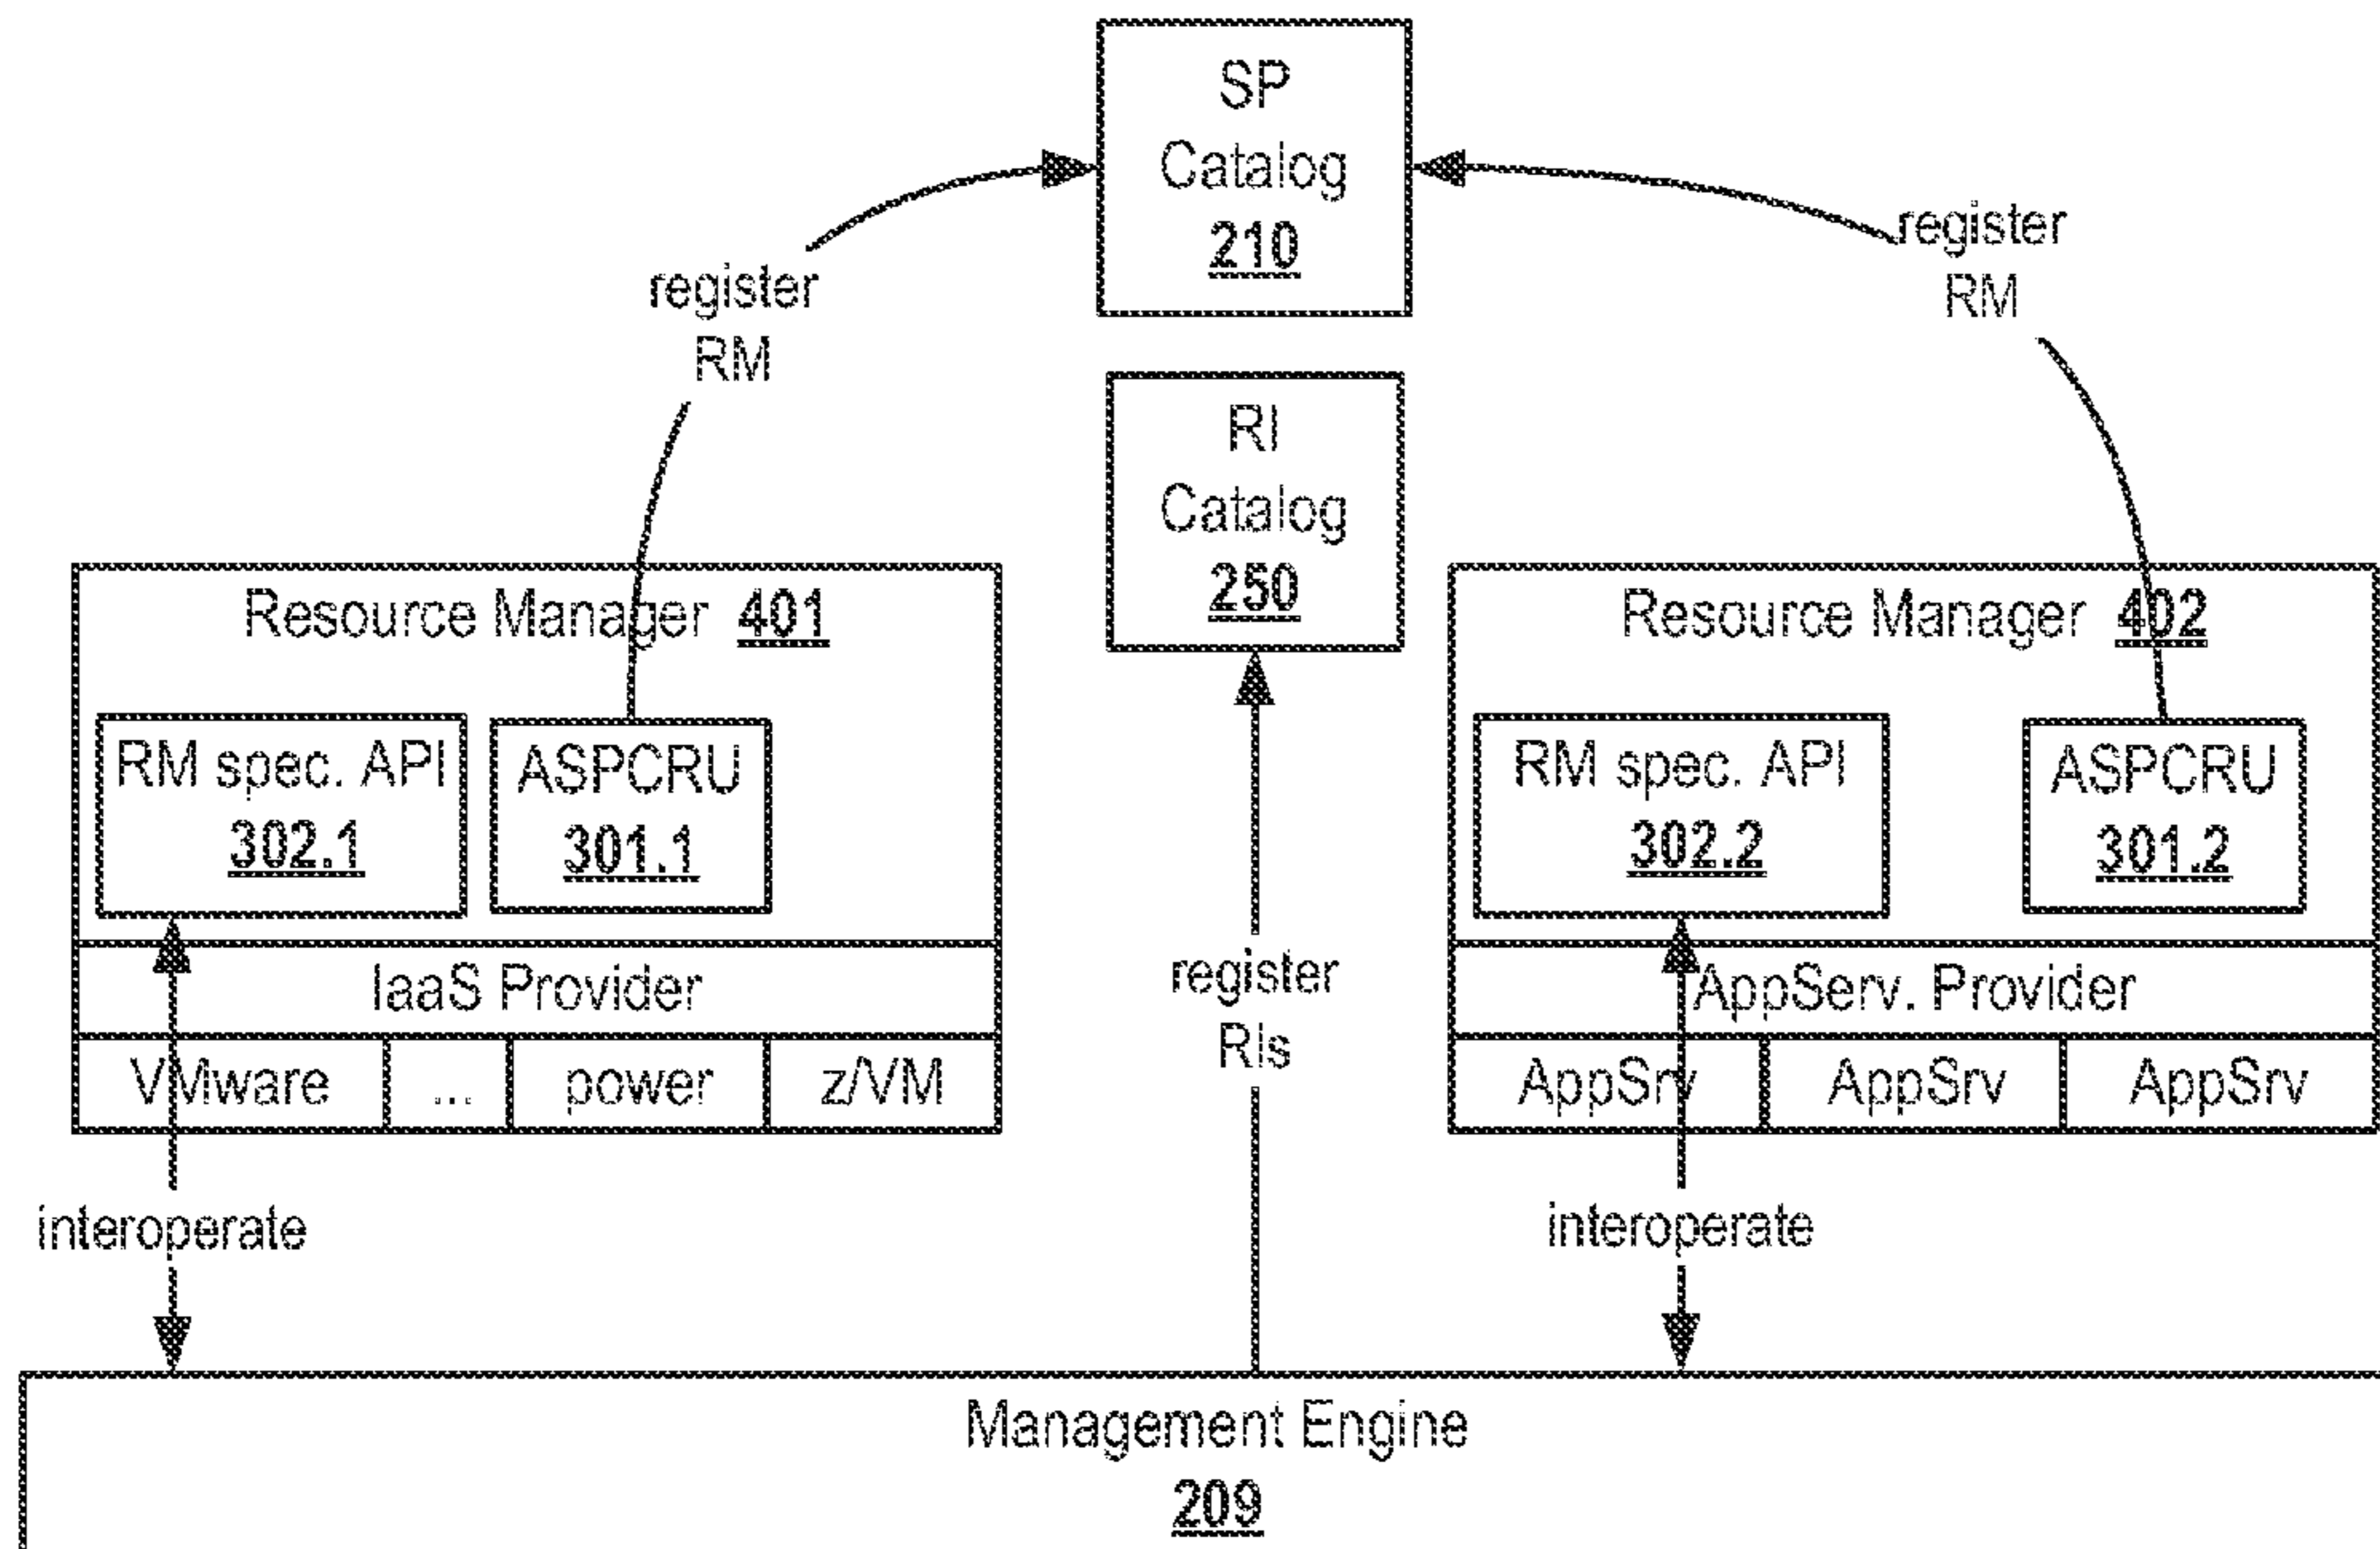 SP
Catalog
210
register
RM
register
RM
RI
Catalog
250
Resource Manager 401
RM spec. API
302.1
ASPCRU
301.1
IaaS Provider
VMware
...
power
z/VM
interoperate
register
RIs
Resource Manager 402
RM spec. API
302.2
ASPCRU
301.2
AppServ. Provider
AppSrv
AppSrv
AppSrv
interoperate
Management Engine
209